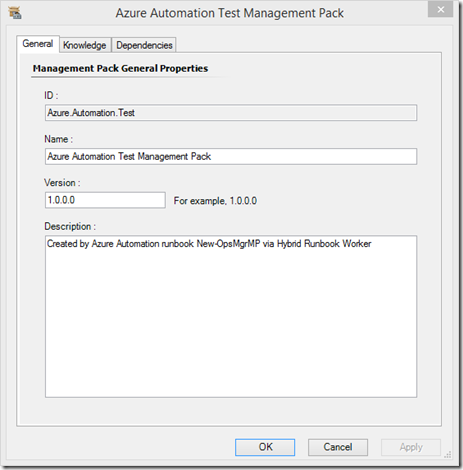 Azure Automation Test Management Pack
General Knowledge Dependencies
Management Pack General Properties
ID :
Azure.Automation.Test
Name :
Azure Automation Test Management Pack
Version :
1.0.0.0 For example, 1.0.0.0
Description :
Created by Azure Automation runbook New-OpsMgrMP via Hybrid Runbook Worker
OK Cancel Apply